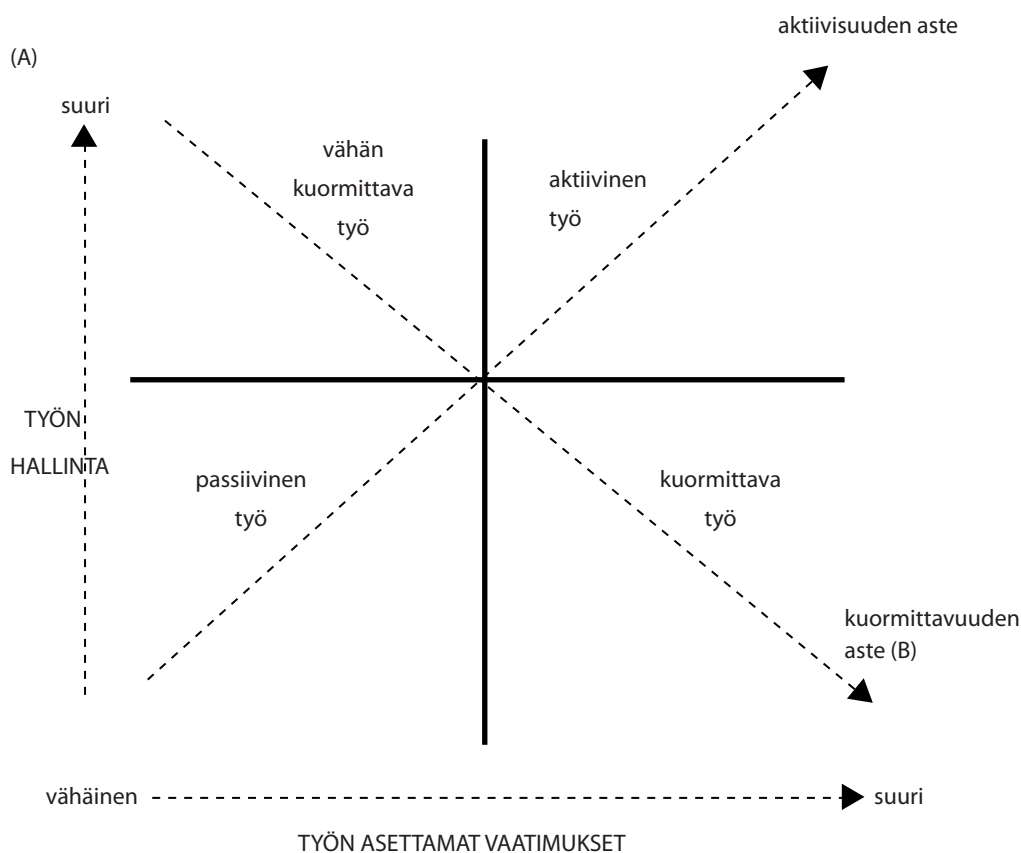 aktiivisuuden aste
(A)
suuri
vähän
kuormittava
työ
aktiivinen
työ
TYÖN
HALLINTA
passiivinen
työ
kuormittava
työ
kuormittavuuden
aste (B)
vähäinen
suuri
TYÖN ASETTAMAT VAATIMUKSET